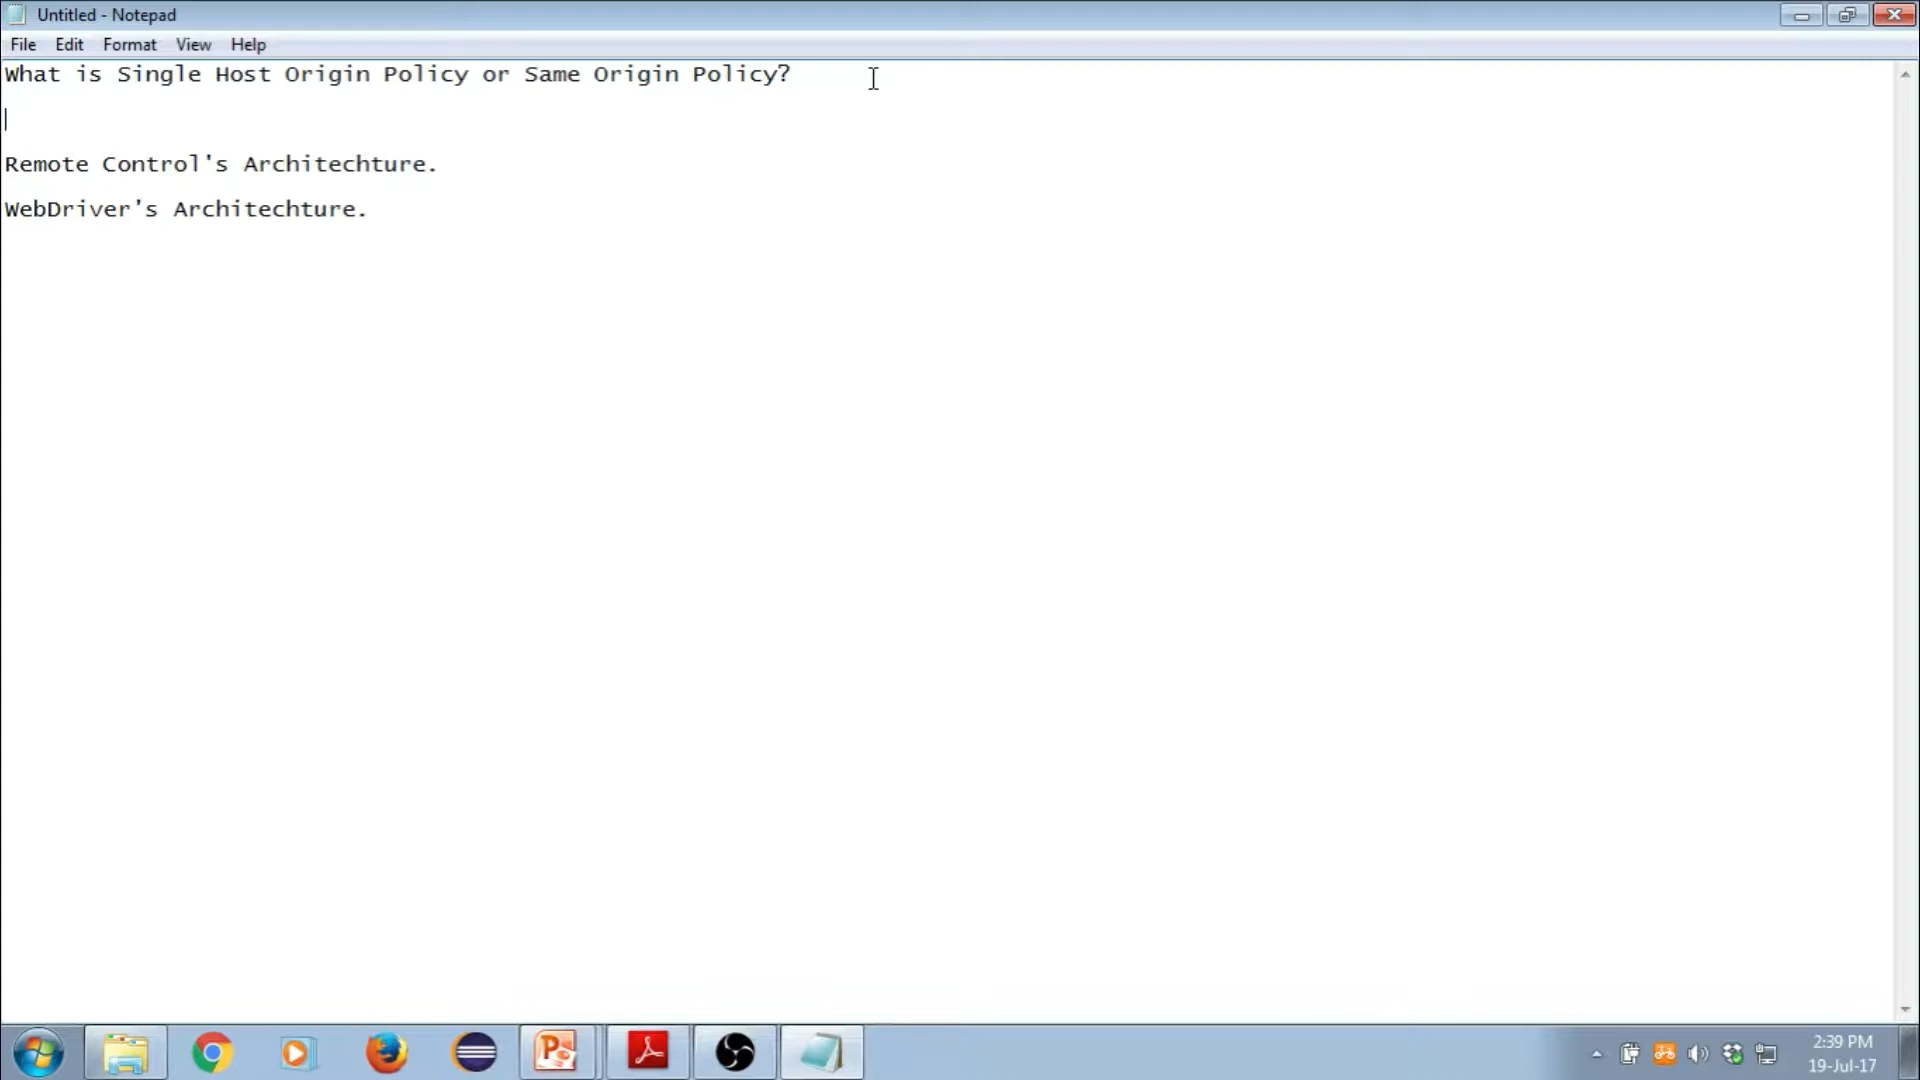 Untitled - Notepad
File Edit Format View Help
What is Single Host Origin Policy or Same Origin Policy?
Remote Control's Architechture.
WebDriver's Architechture.
2:39 PM
19-Jul-17